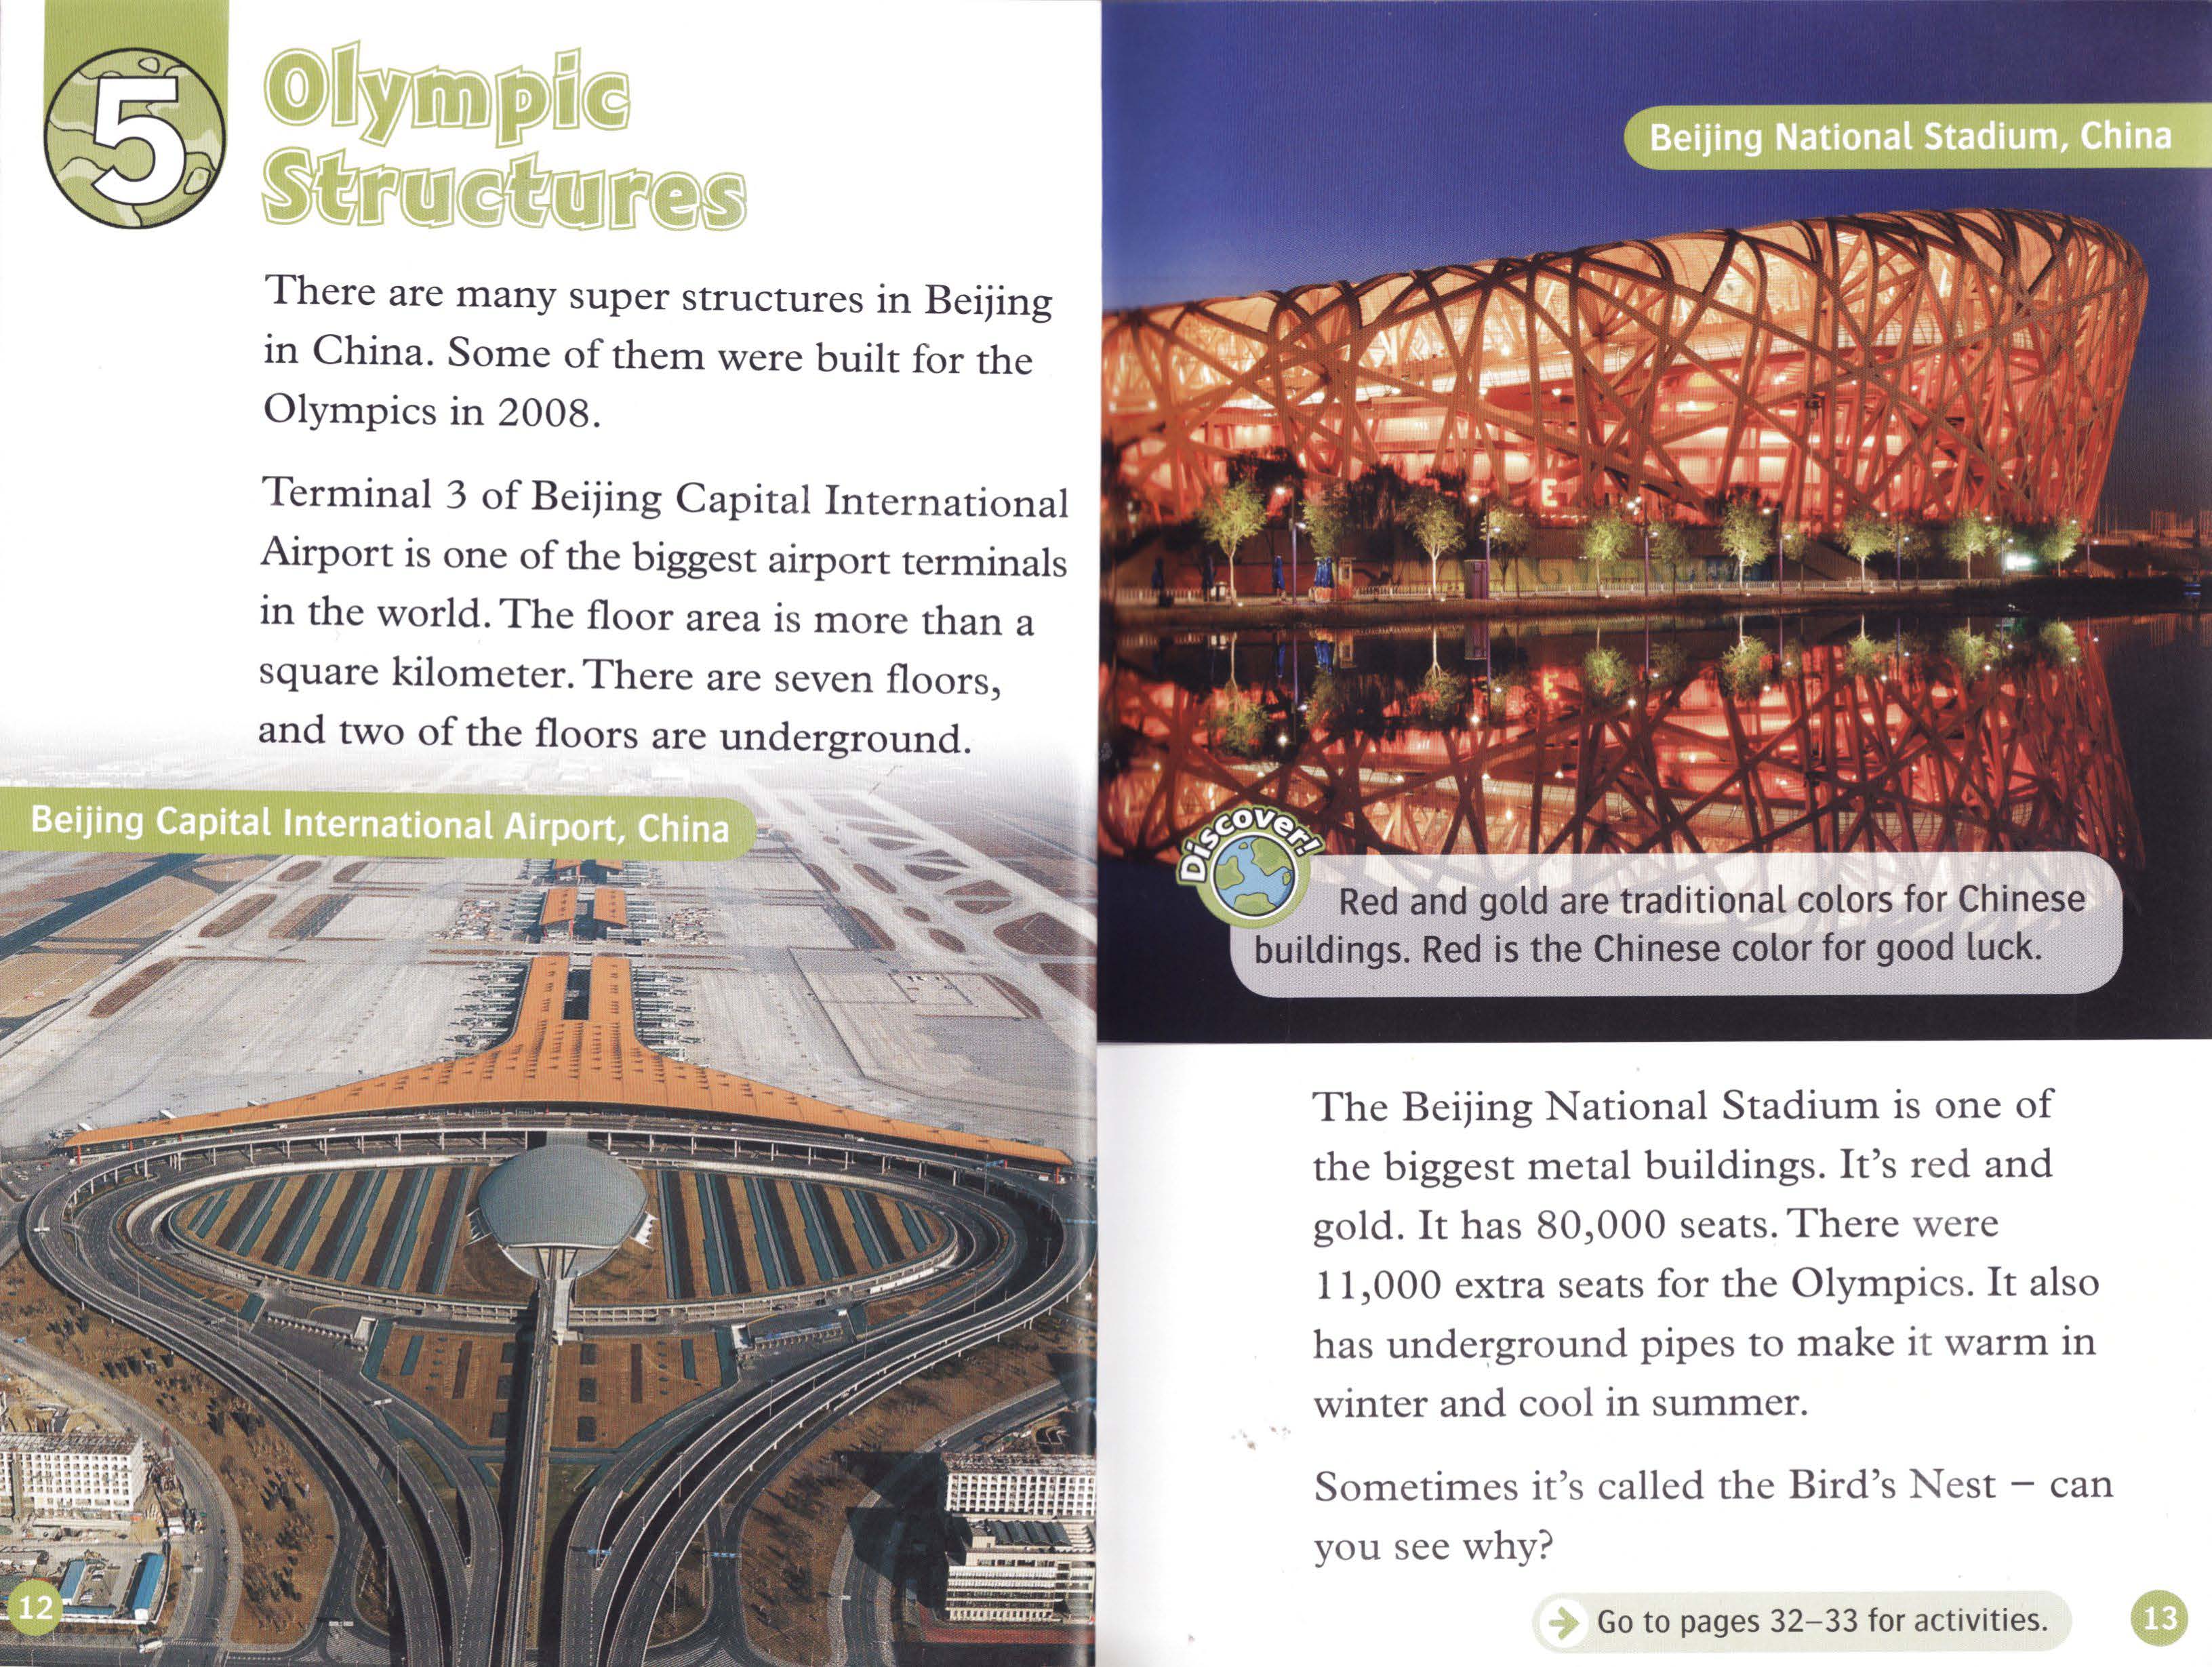 5
Olympic
Structures
There are many super structures in Beijing
in China. Some of them were built for the
Olympics in 2008.
Terminal 3 of Beijing Capital International
Airport is one of the biggest airport terminals
in the world. The floor area is more than a
square kilometer. There are seven floors,
and two of the floors are underground.
Beijing Capital International Airport, China
12
Beijing National Stadium, China
Discover!
Red and gold are traditional colors for Chinese
buildings. Red is the Chinese color for good luck.
The Beijing National Stadium is one of
the biggest metal buildings. It's red and
gold. It has 80,000 seats. There were
11,000 extra seats for the Olympics. It also
has underground pipes to make it warm in
winter and cool in summer.
Sometimes it's called the Bird's Nest – can
you see why?
Go to pages 32–33 for activities.
13